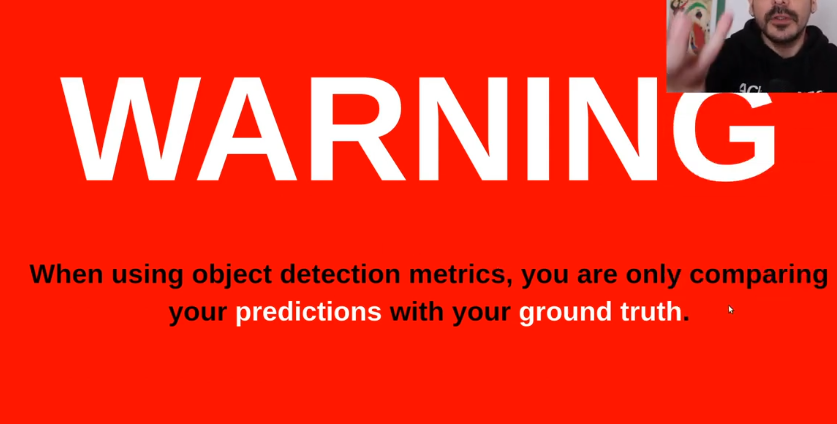 WARNING
When using object detection metrics, you are only comparing
your predictions with your ground truth.